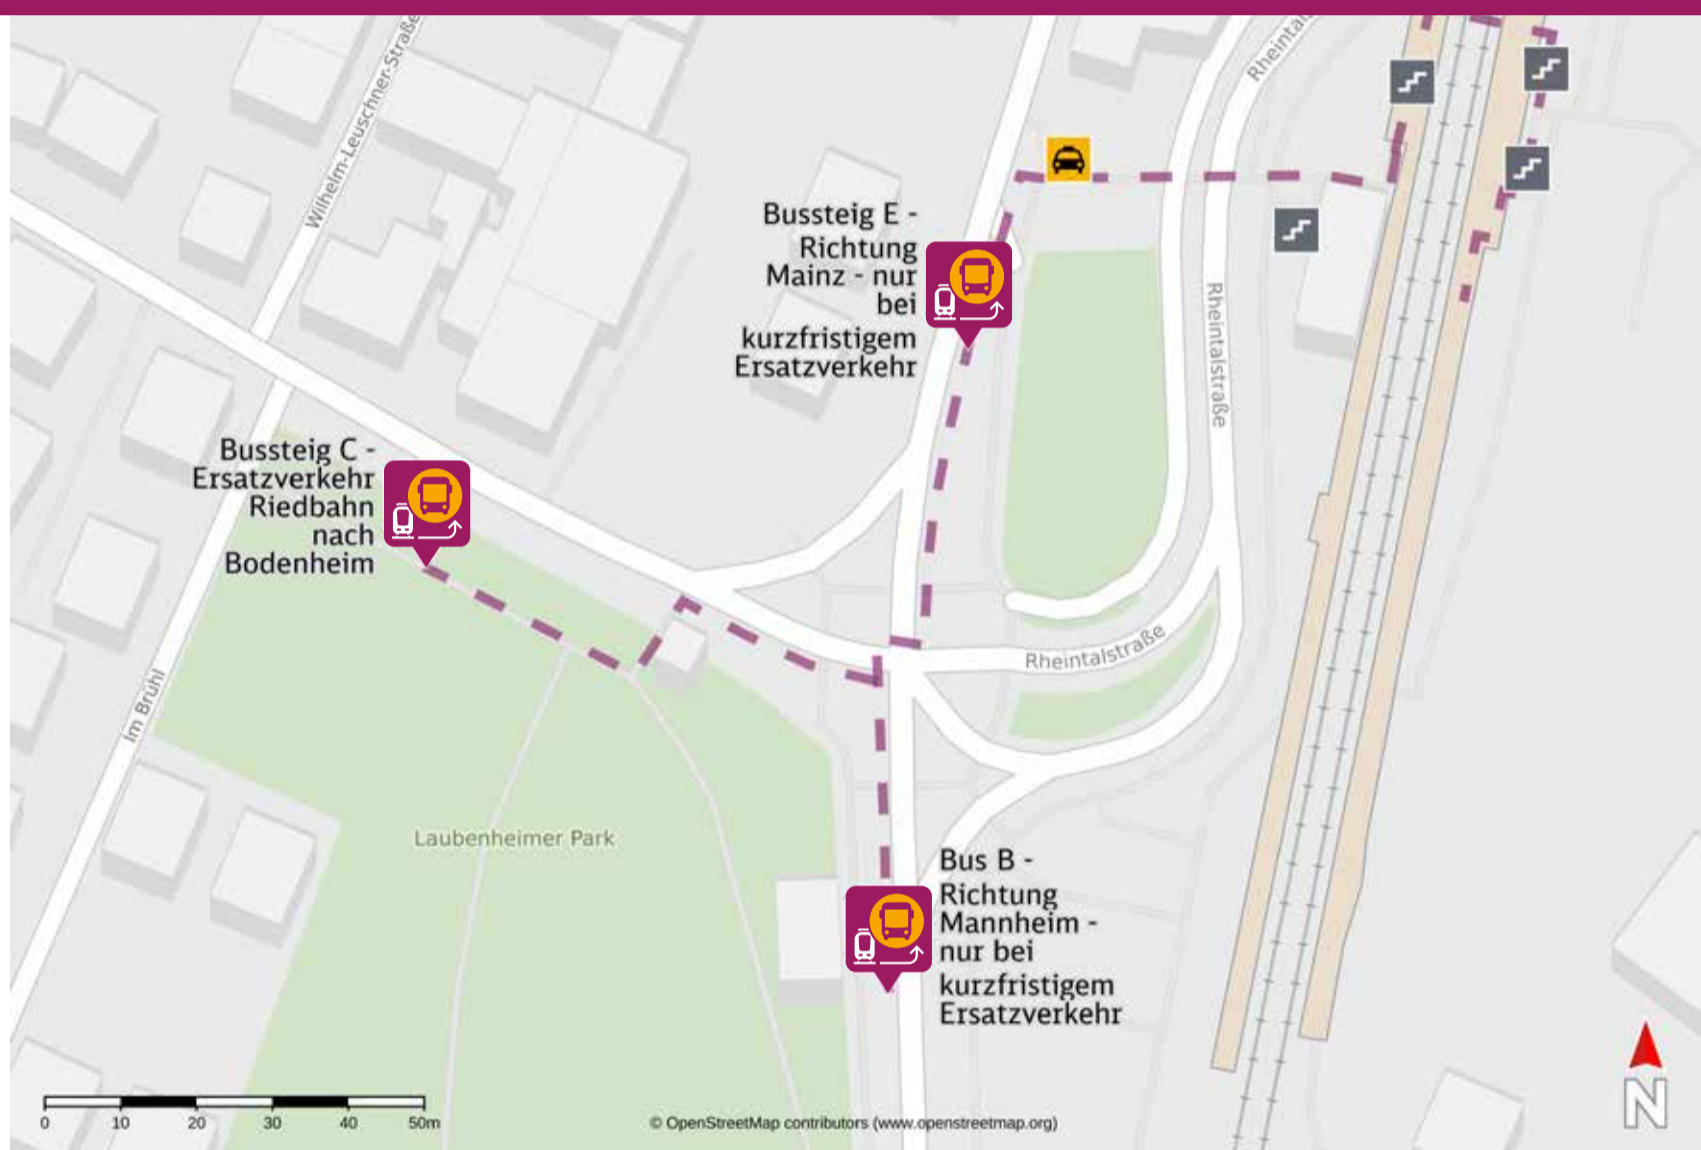 Wilhelm-Leuschner-Straße
Rheintal
Bussteig E -
Richtung
Mainz - nur
bei
kurzfristigem
Ersatzverkehr
Rheintalstraße
Bussteig C -
Ersatzverkehr
Riedbahn
nach
Bodenheim
Rheintalstraße
Im Brühl
Laubenheimer Park
Bus B -
Richtung
Mannheim -
nur bei
kurzfristigem
Ersatzverkehr
0 10 20 30 40 50m
© OpenStreetMap contributors (www.openstreetmap.org)
N